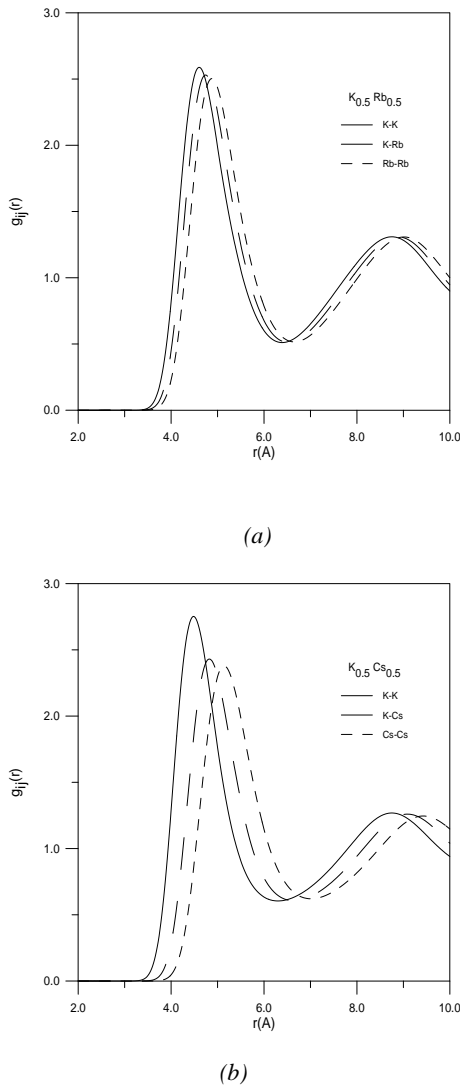 3.0
2.0
1.0
0.0
g_ij(r)
K0.5 Rb0.5
K-K
K-Rb
Rb-Rb
2.0 4.0 6.0 8.0 10.0
r(A)
(a)
3.0
2.0
1.0
0.0
g_ij(r)
K0.5 Cs0.5
K-K
K-Cs
Cs-Cs
2.0 4.0 6.0 8.0 10.0
r(A)
(b)